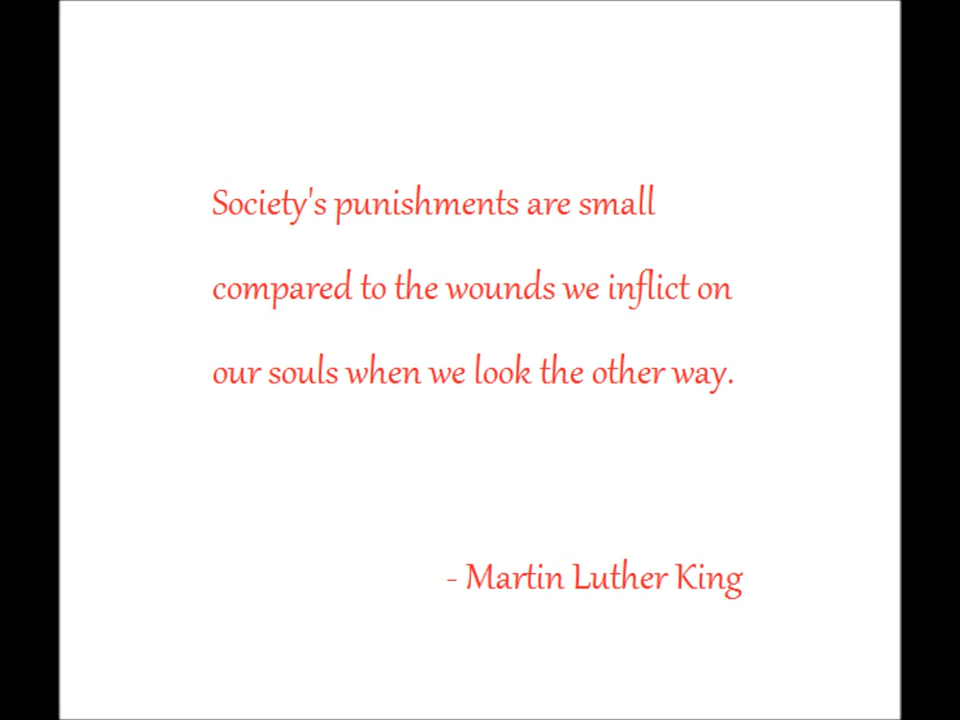 Society's punishments are small
compared to the wounds we inflict on
our souls when we look the other way.
- Martin Luther King